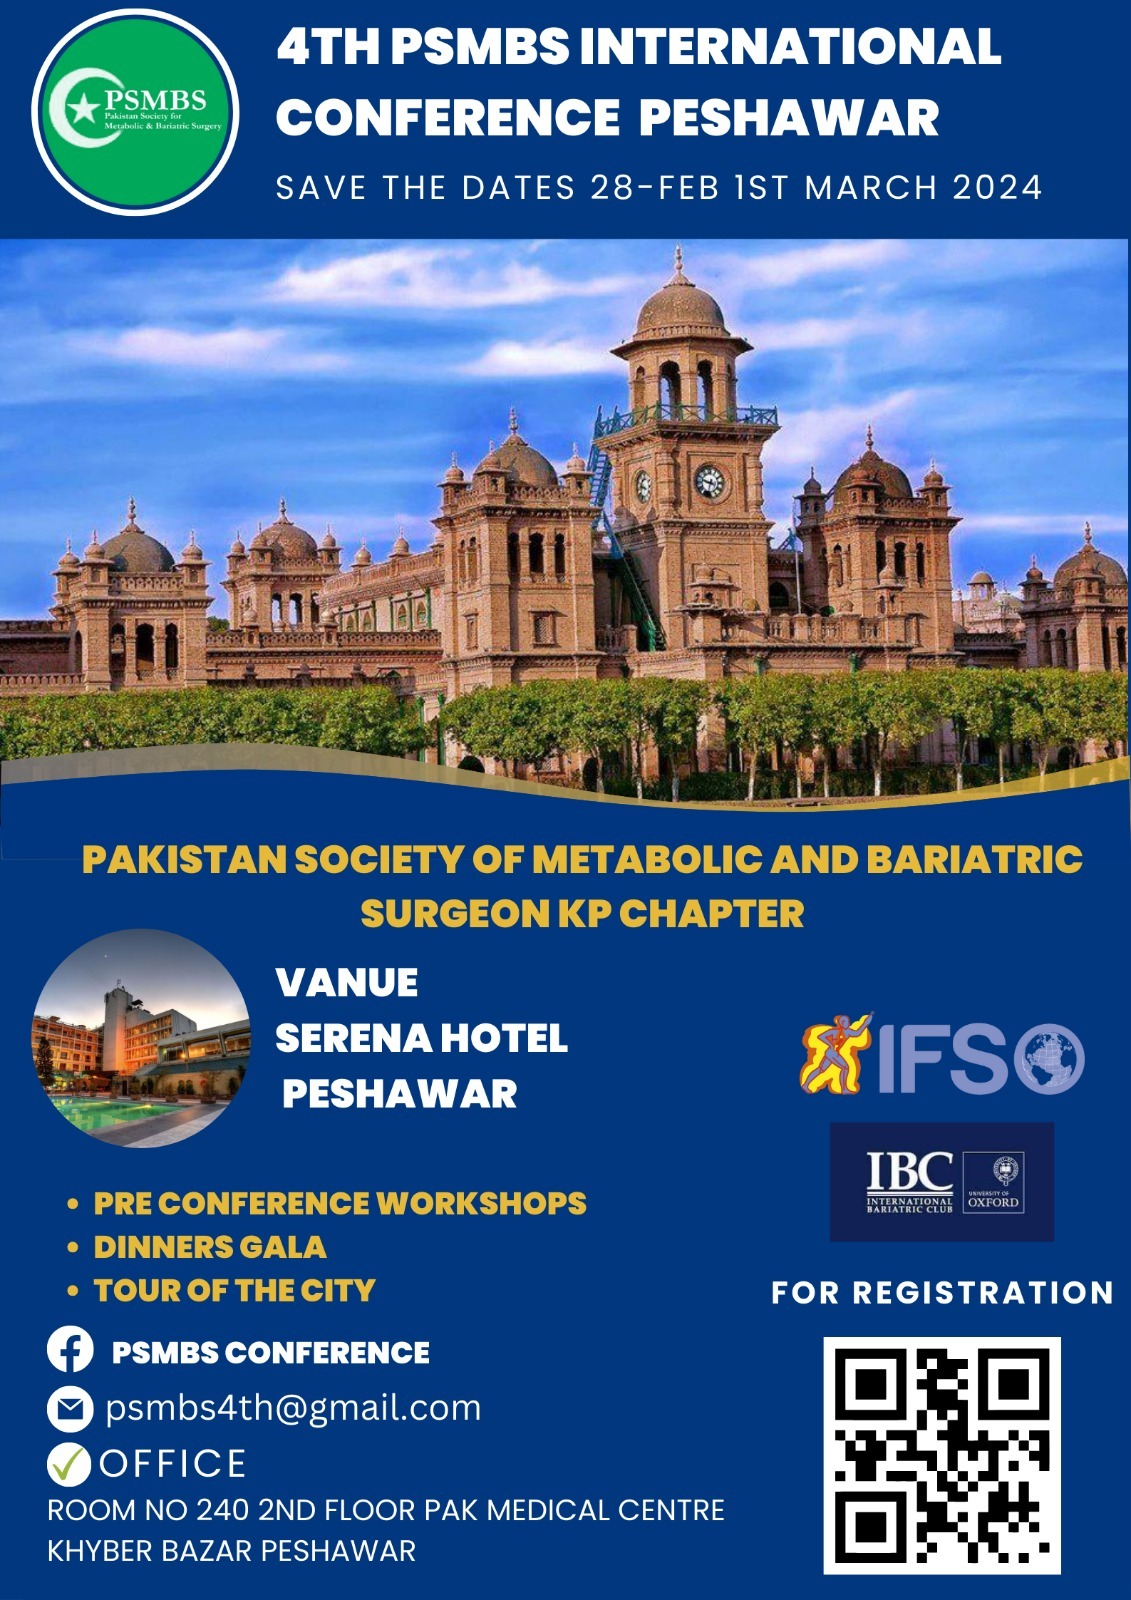 PSMBS
Pakistan Society for
Metabolic & Bariatric Surgery
4TH PSMBS INTERNATIONAL
CONFERENCE PESHAWAR
SAVE THE DATES 28-FEB 1ST MARCH 2024
PAKISTAN SOCIETY OF METABOLIC AND BARIATRIC
SURGEON KP CHAPTER
VANUE
SERENA HOTEL
PESHAWAR
IFSO
IBC
INTERNATIONAL
BARIATRIC CLUB
UNIVERSITY OF
OXFORD
• PRE CONFERENCE WORKSHOPS
• DINNERS GALA
• TOUR OF THE CITY
FOR REGISTRATION
PSMBS CONFERENCE
psmbs4th@gmail.com
OFFICE
ROOM NO 240 2ND FLOOR PAK MEDICAL CENTRE
KHYBER BAZAR PESHAWAR